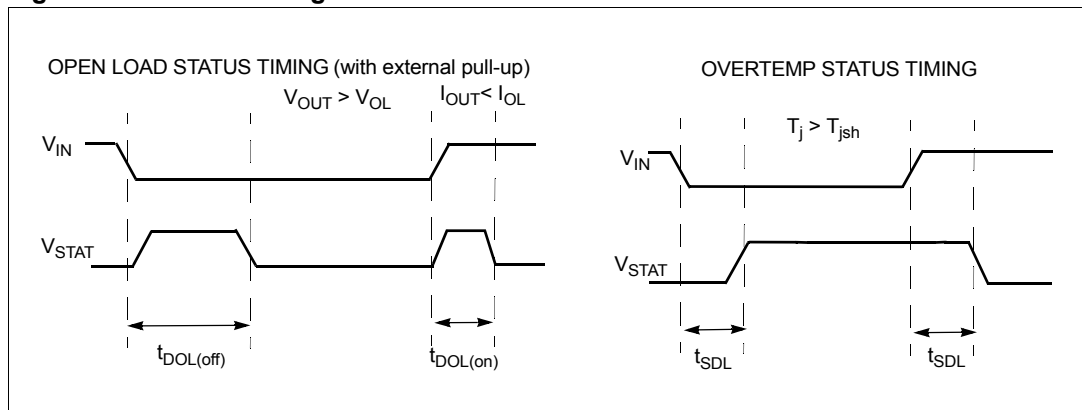 OPEN LOAD STATUS TIMING (with external pull-up)
V_OUT > V_OL
I_OUT < I_OL
V_IN
V_STAT
t_DOL(off)
t_DOL(on)
OVERTEMP STATUS TIMING
T_j > T_jsh
V_IN
V_STAT
t_SDL
t_SDL